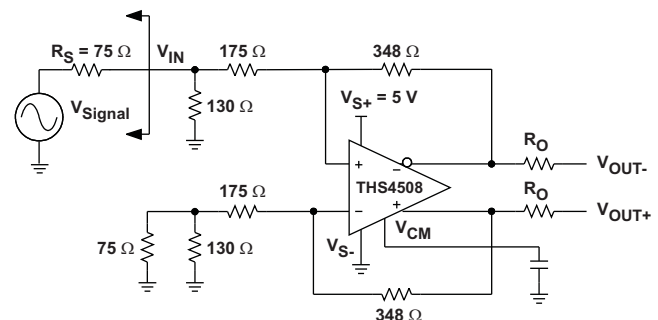 R_S = 75 Ω
V_IN
175 Ω
348 Ω
130 Ω
V_Signal
V_S+ = 5 V
R_O
V_OUT-
+
−
THS4508
−
+
R_O
V_OUT+
175 Ω
V_CM
75 Ω
130 Ω
V_S-
348 Ω